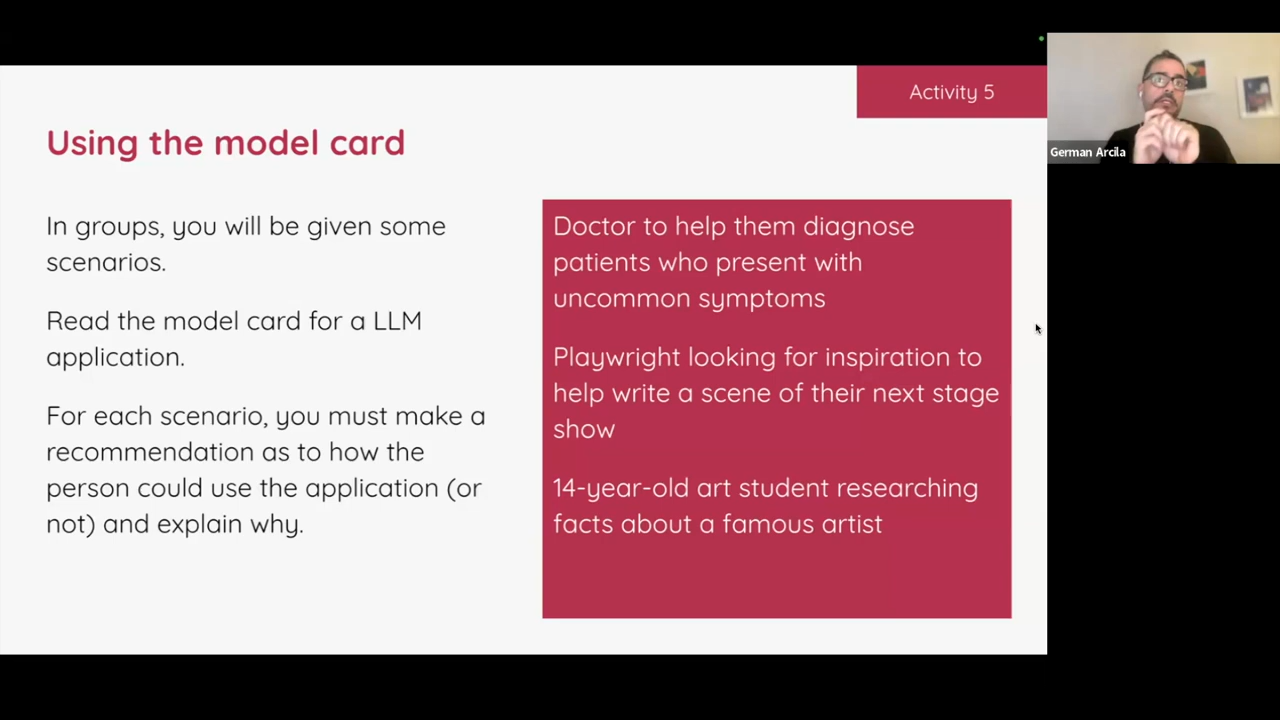 Activity 5
Using the model card
In groups, you will be given some
scenarios.
Read the model card for a LLM
application.
For each scenario, you must make a
recommendation as to how the
person could use the application (or
not) and explain why.
Doctor to help them diagnose
patients who present with
uncommon symptoms
Playwright looking for inspiration to
help write a scene of their next stage
show
14-year-old art student researching
facts about a famous artist
German Arcila